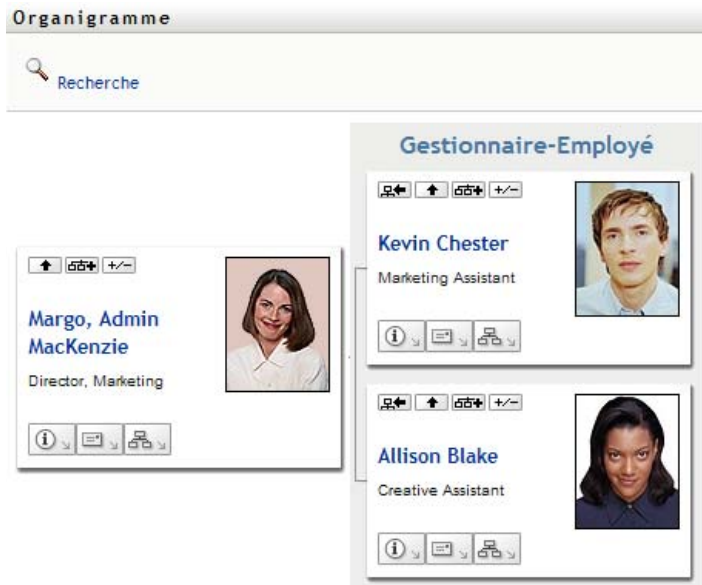 Organigramme
Recherche
Gestionnaire-Employé
+/−
Kevin Chester
Marketing Assistant
+/−
Margo, Admin
MacKenzie
Director, Marketing
+/−
Allison Blake
Creative Assistant